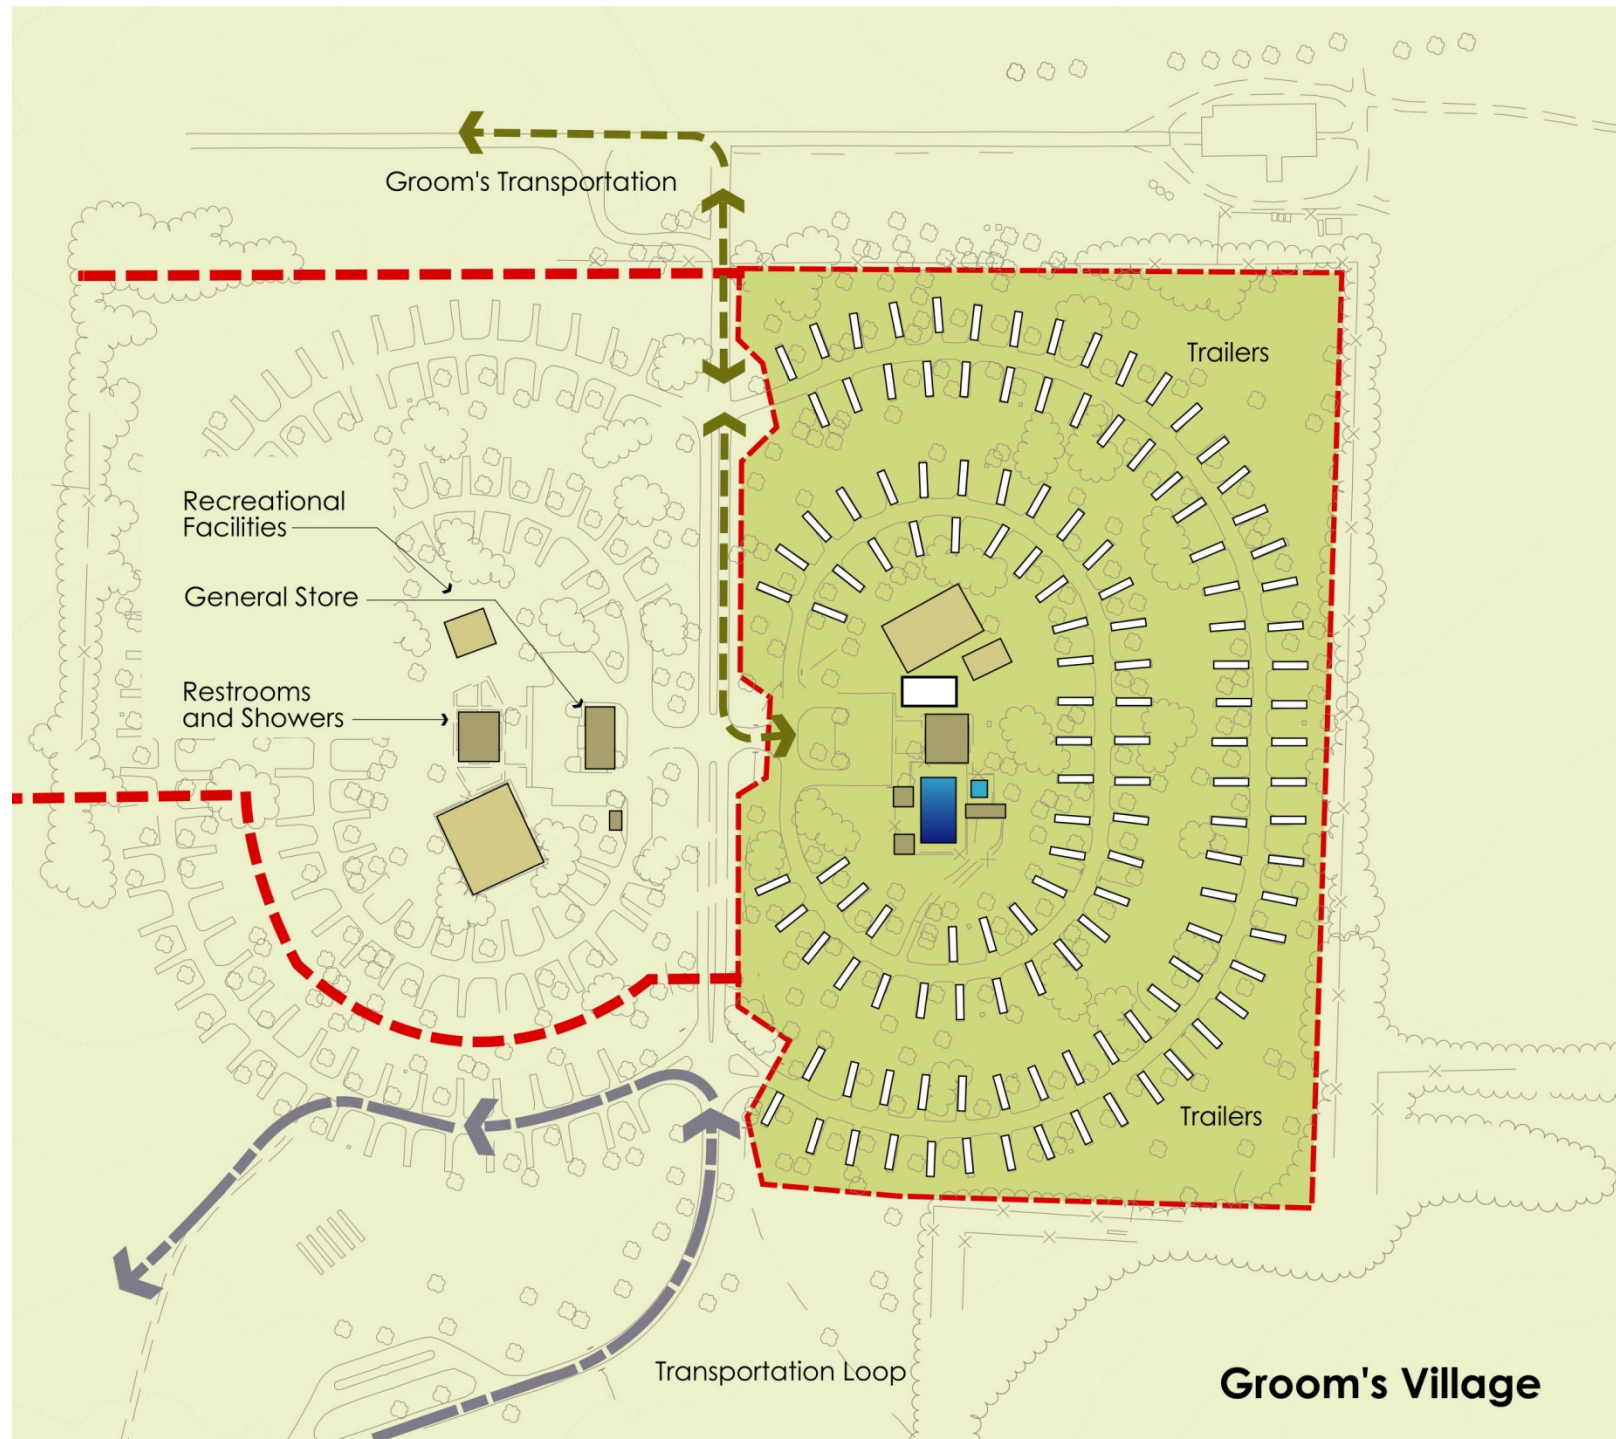 Groom's Transportation
Trailers
Recreational
Facilities
General Store
Restrooms
and Showers
Trailers
Transportation Loop
Groom's Village